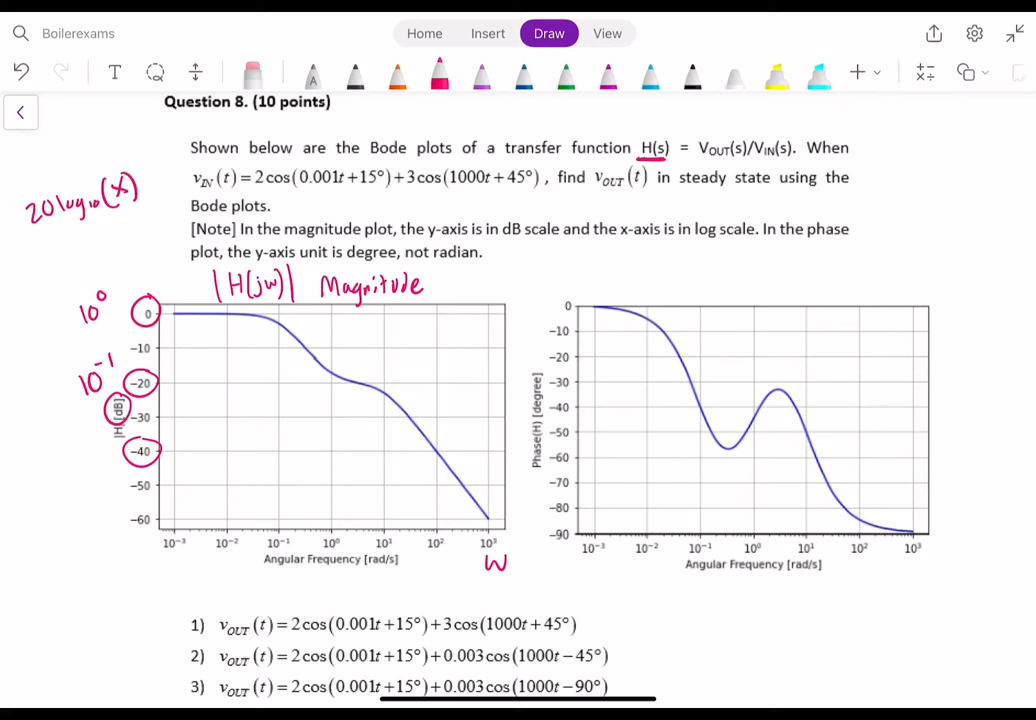 Boilerexams
Home Insert Draw View
T A
Question 8. (10 points)
Shown below are the Bode plots of a transfer function H(s) = VOUT(s)/VIN(s). When
vIN(t) = 2cos(0.001t+15°)+3cos(1000t+45°), find vOUT(t) in steady state using the
Bode plots.
[Note] In the magnitude plot, the y-axis is in dB scale and the x-axis is in log scale. In the phase
plot, the y-axis unit is degree, not radian.
20log10(x)
|H(jω)| Magnitude
10⁰
10⁻¹
|H| [dB]
0
-10
-20
-30
-40
-50
-60
10⁻³ 10⁻² 10⁻¹ 10⁰ 10¹ 10² 10³
Angular Frequency [rad/s]
ω
Phase(H) [degree]
0
-10
-20
-30
-40
-50
-60
-70
-80
-90
10⁻³ 10⁻² 10⁻¹ 10⁰ 10¹ 10² 10³
Angular Frequency [rad/s]
1) vOUT(t) = 2cos(0.001t+15°)+3cos(1000t+45°)
2) vOUT(t) = 2cos(0.001t+15°)+0.003cos(1000t−45°)
3) vOUT(t) = 2cos(0.001t+15°)+0.003cos(1000t−90°)